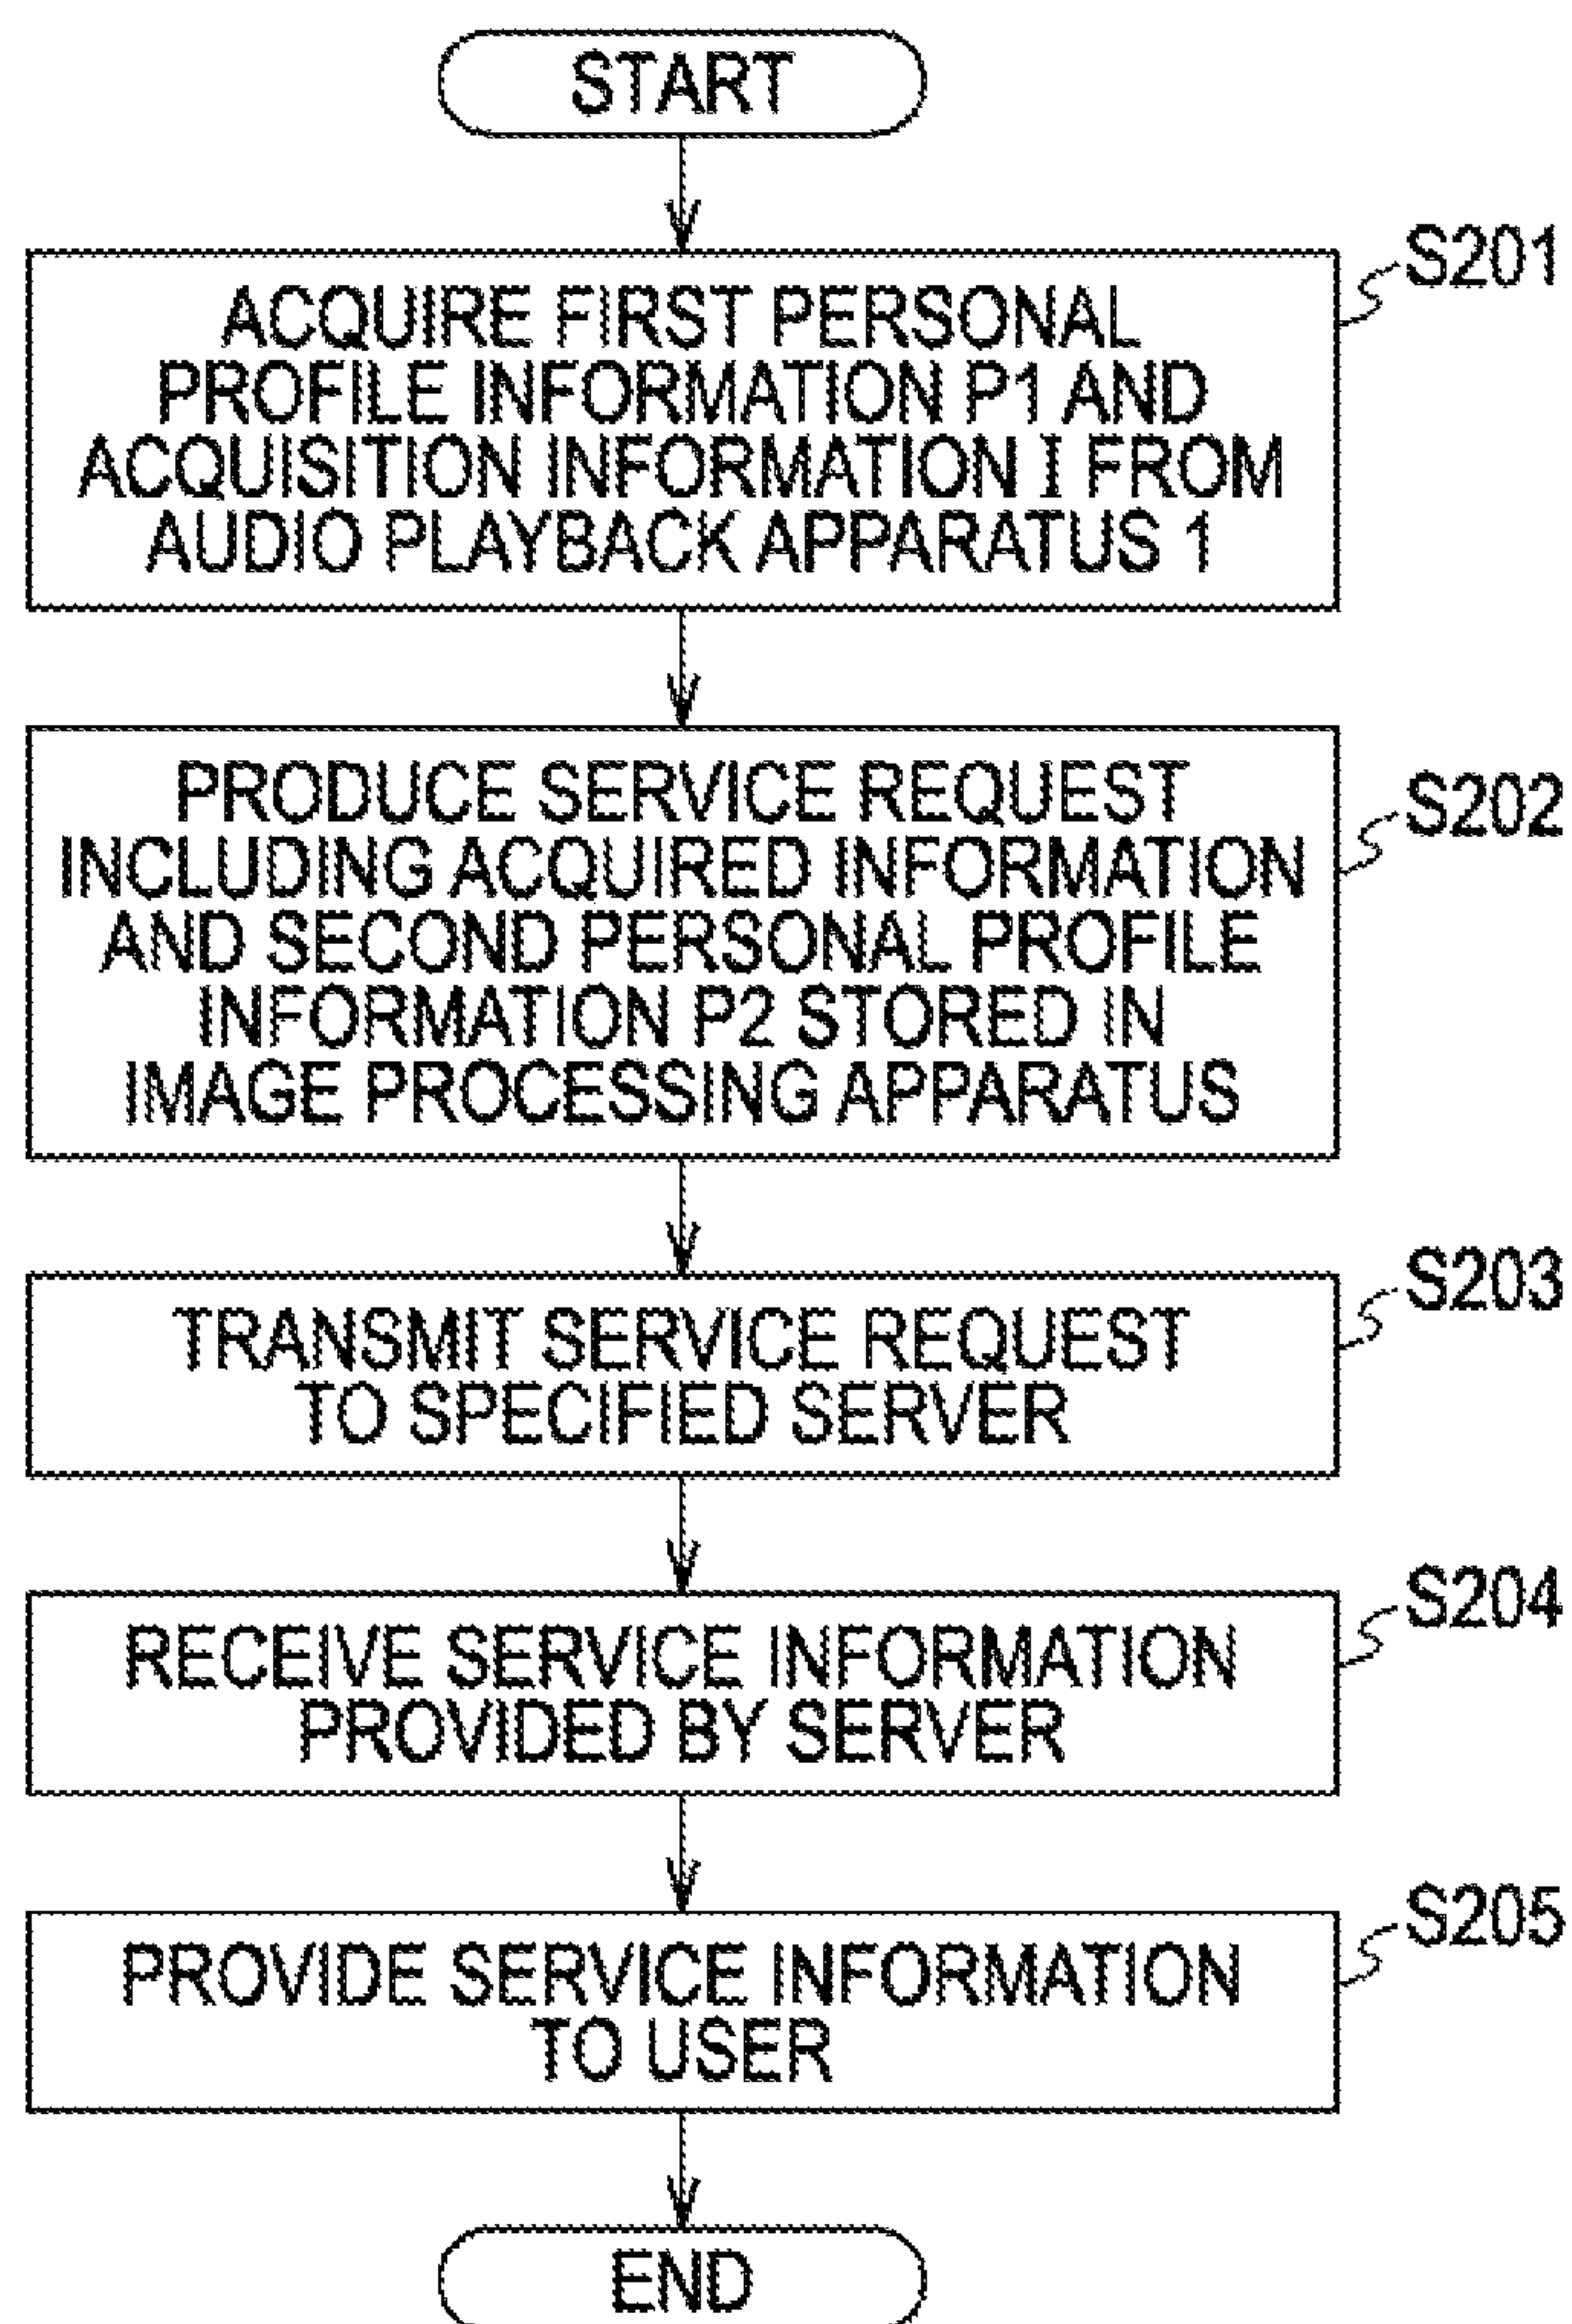 START
S201
ACQUIRE FIRST PERSONAL
PROFILE INFORMATION P1 AND
ACQUISITION INFORMATION I FROM
AUDIO PLAYBACK APPARATUS 1
S202
PRODUCE SERVICE REQUEST
INCLUDING ACQUIRED INFORMATION
AND SECOND PERSONAL PROFILE
INFORMATION P2 STORED IN
IMAGE PROCESSING APPARATUS
S203
TRANSMIT SERVICE REQUEST
TO SPECIFIED SERVER
S204
RECEIVE SERVICE INFORMATION
PROVIDED BY SERVER
S205
PROVIDE SERVICE INFORMATION
TO USER
END